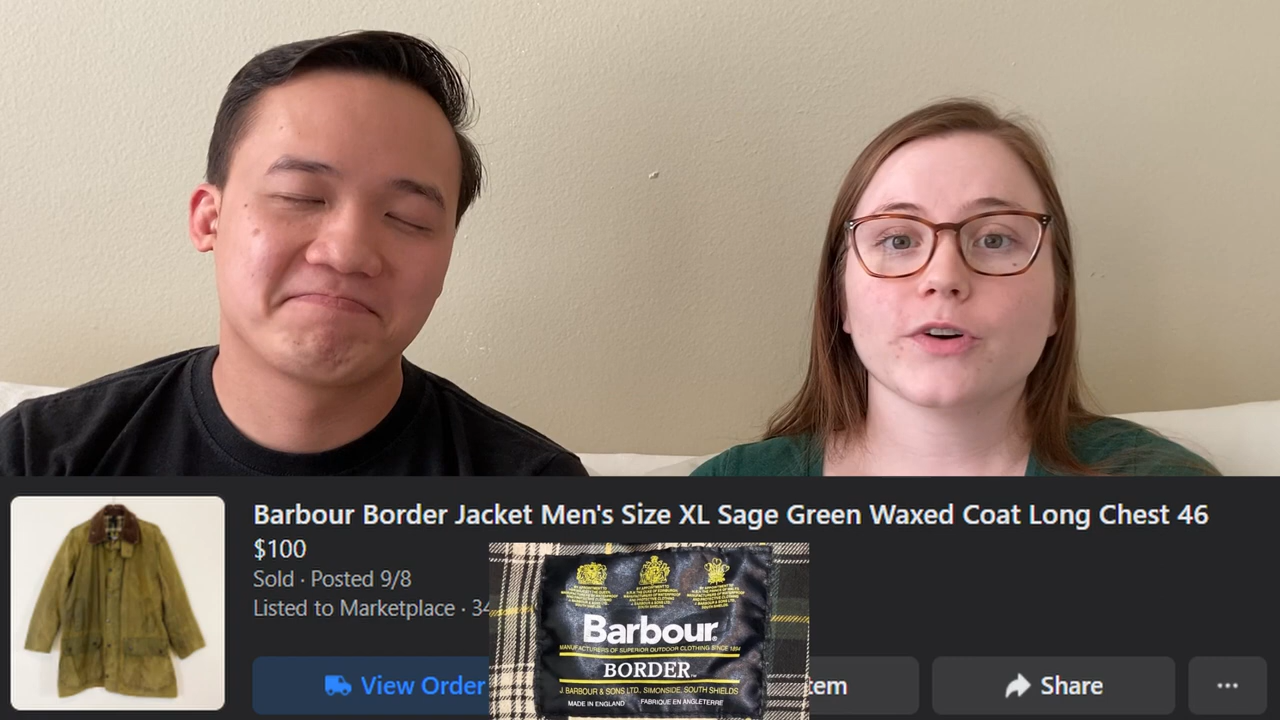 Barbour Border Jacket Men's Size XL Sage Green Waxed Coat Long Chest 46
$100
Sold · Posted 9/8
Listed to Marketplace · 34
View Order
tem
Share
Barbour
MANUFACTURERS OF SUPERIOR OUTDOOR CLOTHING SINCE 1894
BORDER™
J. BARBOUR & SONS LTD., SIMONSIDE, SOUTH SHIELDS
MADE IN ENGLAND FABRIQUE EN ANGLETERRE